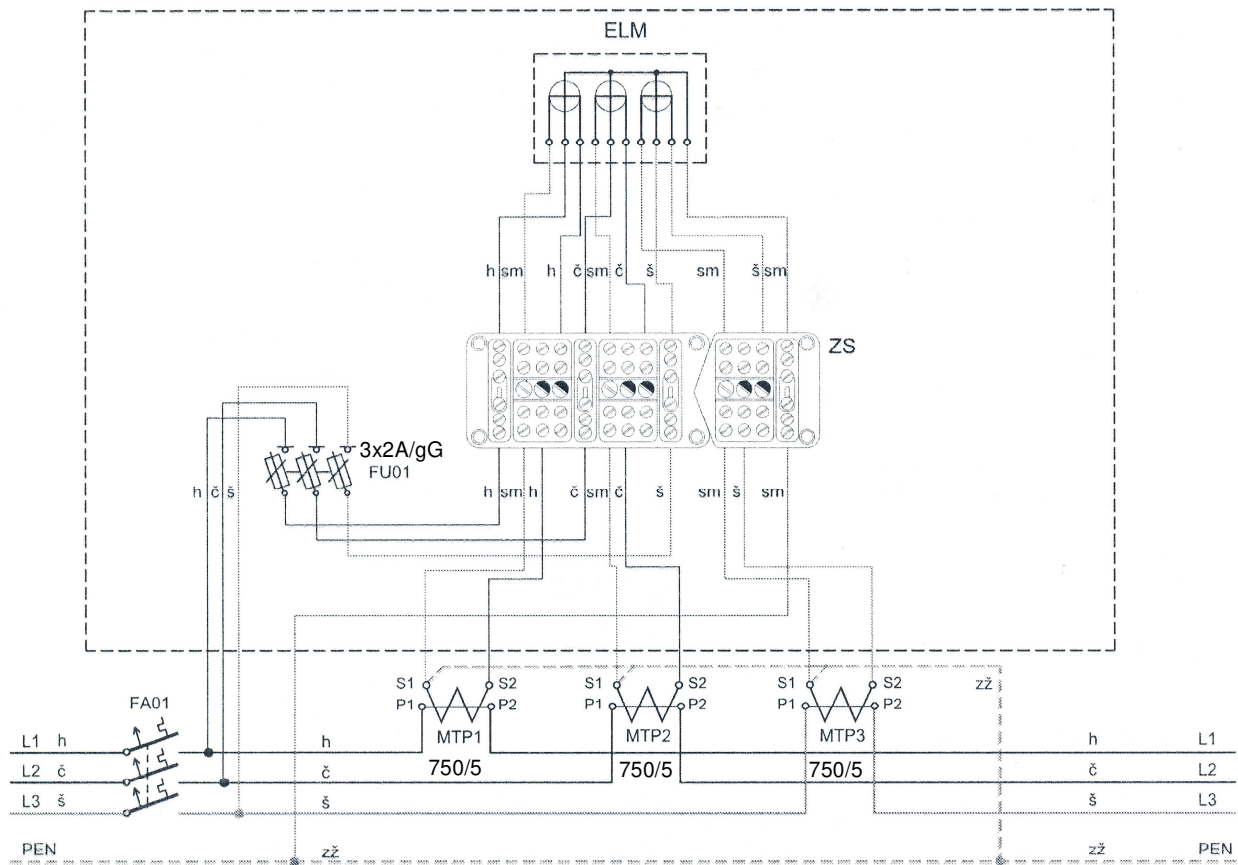 ELM
h sm h č sm č š sm š sm
ZS
3x2A/gG
FU01
h č š
h sm h č sm č š sm š sm
S1 S2 S1 S2 S1 S2 zž
FA01
P1 P2 P1 P2 P1 P2
MTP1 MTP2 MTP3
L1 h h h L1
750/5 750/5 750/5
L2 č č č L2
L3 š š š L3
PEN zž zž PEN